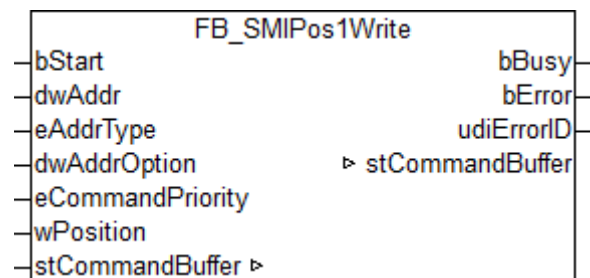 FB_SMIPos1Write
bStart bBusy
dwAddr bError
eAddrType udiErrorID
dwAddrOption ▷ stCommandBuffer
eCommandPriority
wPosition
stCommandBuffer ▷